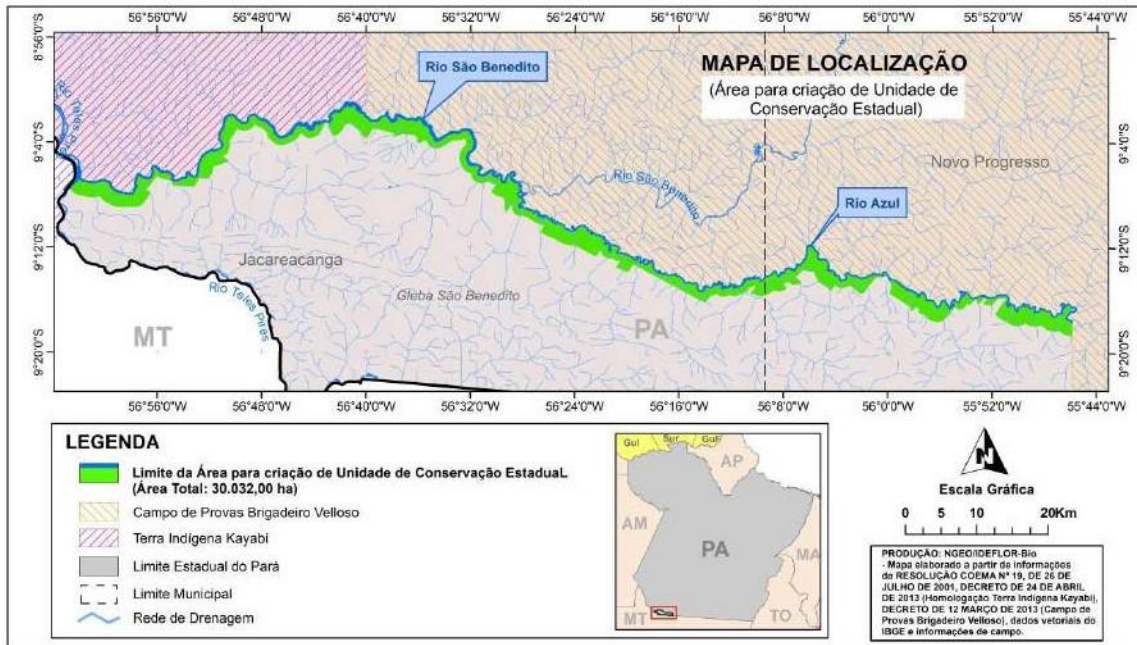 56°56'0"W 56°48'0"W 56°40'0"W 56°32'0"W 56°24'0"W 56°16'0"W 56°8'0"W 56°0'0"W 55°52'0"W 55°44'0"W
8°56'0"S
9°4'0"S
9°12'0"S
9°20'0"S
9°4'0"S
9°12'0"S
9°20'0"S
Rio São Benedito
MAPA DE LOCALIZAÇÃO
(Área para criação de Unidade de
Conservação Estadual)
Novo Progresso
Rio São Benedito
Rio Azul
Jacareacanga
Gleba São Benedito
Rio Teles Pires
MT
PA
56°56'0"W 56°48'0"W 56°40'0"W 56°32'0"W 56°24'0"W 56°16'0"W 56°8'0"W 56°0'0"W 55°52'0"W 55°44'0"W
LEGENDA
Limite da Área para criação de Unidade de Conservação EstaduaL
(Área Total: 30.032,00 ha)
Campo de Provas Brigadeiro Velloso
Terra Indígena Kayabi
Limite Estadual do Pará
Limite Municipal
Rede de Drenagem
Gui Sur Gui
AP
AM
PA
MA
MT
TO
N
Escala Gráfica
0 5 10 20Km
PRODUÇÃO: NGEO/IDEFLOR-Bio
- Mapa elaborado a partir de informações
de RESOLUÇÃO COEMA Nº 19, DE 26 DE
JULHO DE 2001, DECRETO DE 24 DE ABRIL
DE 2013 (Homologação Terra Indígena Kayabi),
DECRETO DE 12 MARÇO DE 2013 (Campo de
Provas Brigadeiro Velloso), dados vetoriais do
IBGE e informações de campo.